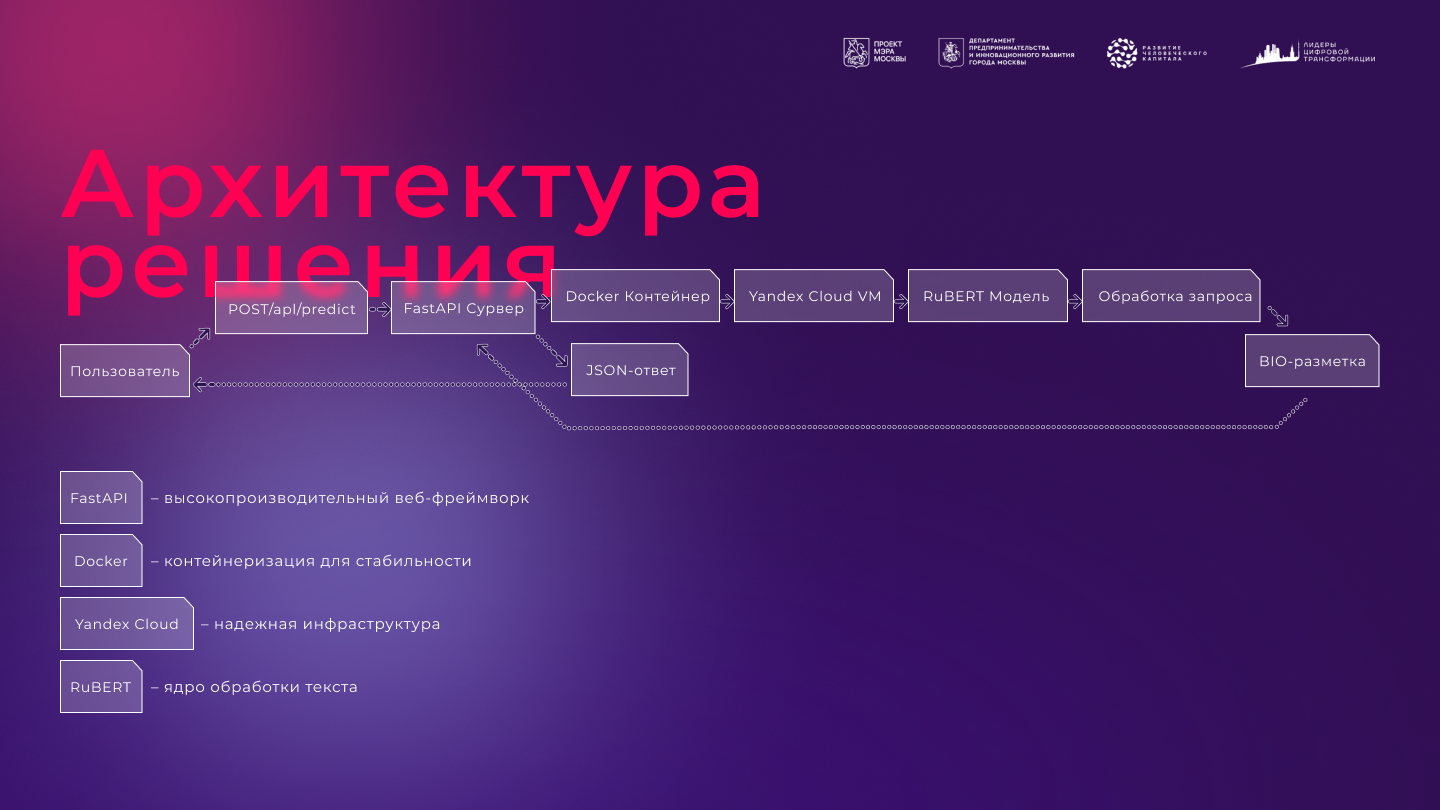 ПРОЕКТ
МЭРА
МОСКВЫ
ДЕПАРТАМЕНТ
ПРЕДПРИНИМАТЕЛЬСТВА
И ИННОВАЦИОННОГО РАЗВИТИЯ
ГОРОДА МОСКВЫ
РАЗВИТИЕ
ЧЕЛОВЕЧЕСКОГО
КАПИТАЛА
ЛИДЕРЫ
ЦИФРОВОЙ
ТРАНСФОРМАЦИИ
Архитектура
решения
Пользователь
POST/apI/predict
FastAPI Сурвер
Docker Контейнер
Yandex Cloud VM
RuBERT Модель
Обработка запроса
BIO-разметка
JSON-ответ
FastAPI – высокопроизводительный веб-фреймворк
Docker – контейнеризация для стабильности
Yandex Cloud – надежная инфраструктура
RuBERT – ядро обработки текста